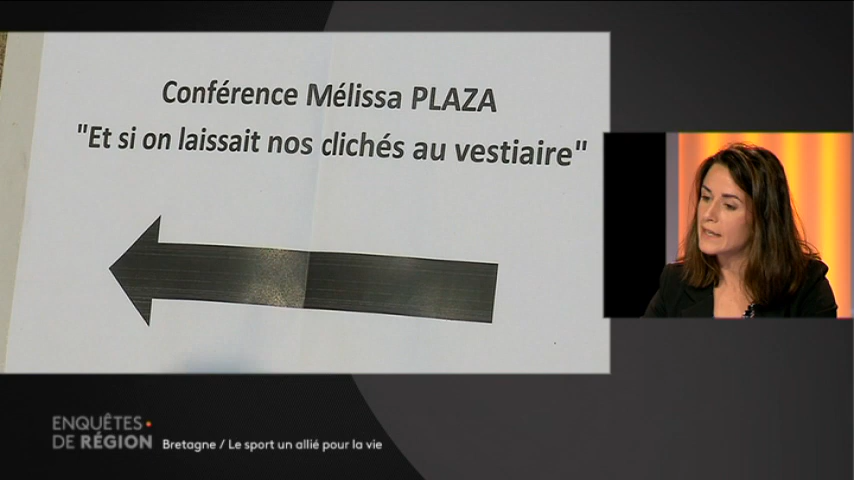 Conférence Mélissa PLAZA
"Et si on laissait nos clichés au vestiaire"
ENQUÊTES
DE RÉGION
Bretagne / Le sport un allié pour la vie